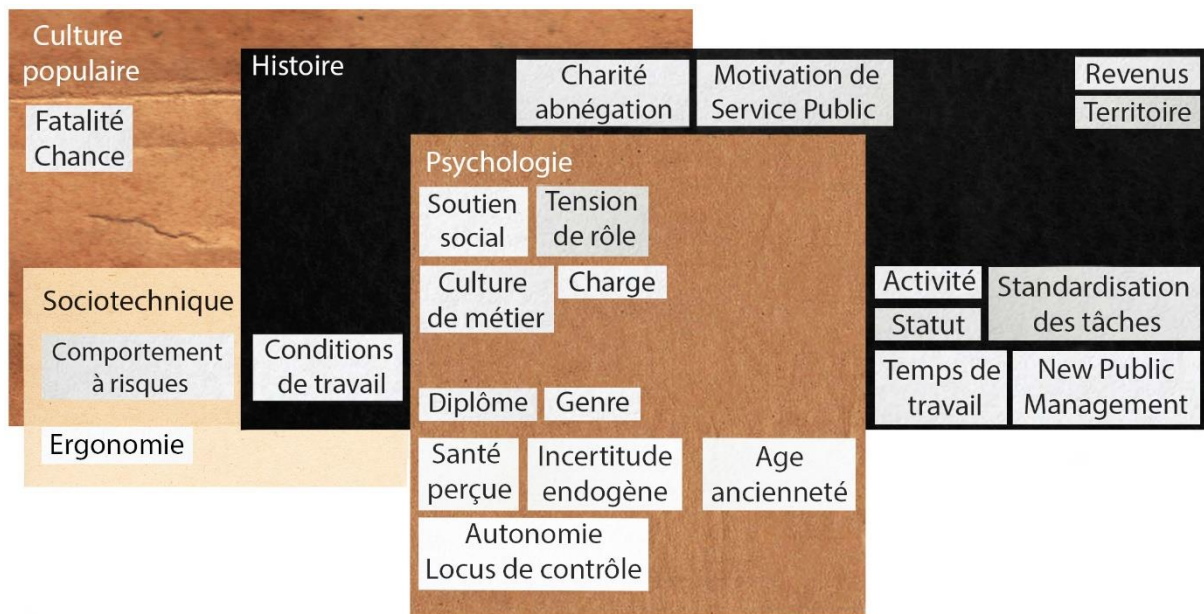 Culture
populaire
Fatalité
Chance
Histoire
Charité
abnégation
Motivation de
Service Public
Revenus
Territoire
Psychologie
Soutien
social
Tension
de rôle
Culture
de métier
Charge
Sociotechnique
Comportement
à risques
Ergonomie
Conditions
de travail
Activité
Statut
Standardisation
des tâches
Temps de
travail
New Public
Management
Diplôme
Genre
Santé
perçue
Incertitude
endogène
Age
ancienneté
Autonomie
Locus de contrôle